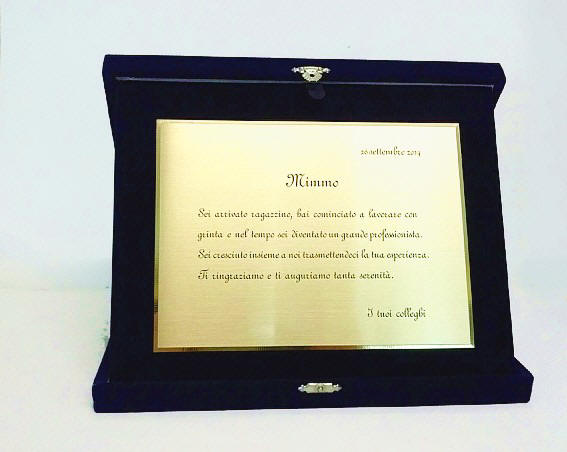 26 settembre 2014
Mimmo
Sei arrivato ragazzino, hai cominciato a lavorare con
grinta e nel tempo sei diventato un grande professionista.
Sei cresciuto insieme a noi trasmettendoci la tua esperienza.
Ti ringraziamo e ti auguriamo tanta serenità.
I tuoi colleghi